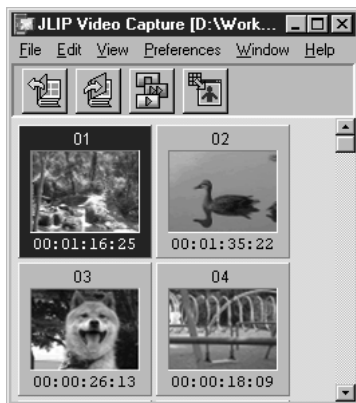 JLIP Video Capture [D:\Work...
File Edit View Preferences Window Help
01 02
00:01:16:25 00:01:35:22
03 04
00:00:26:13 00:00:18:09